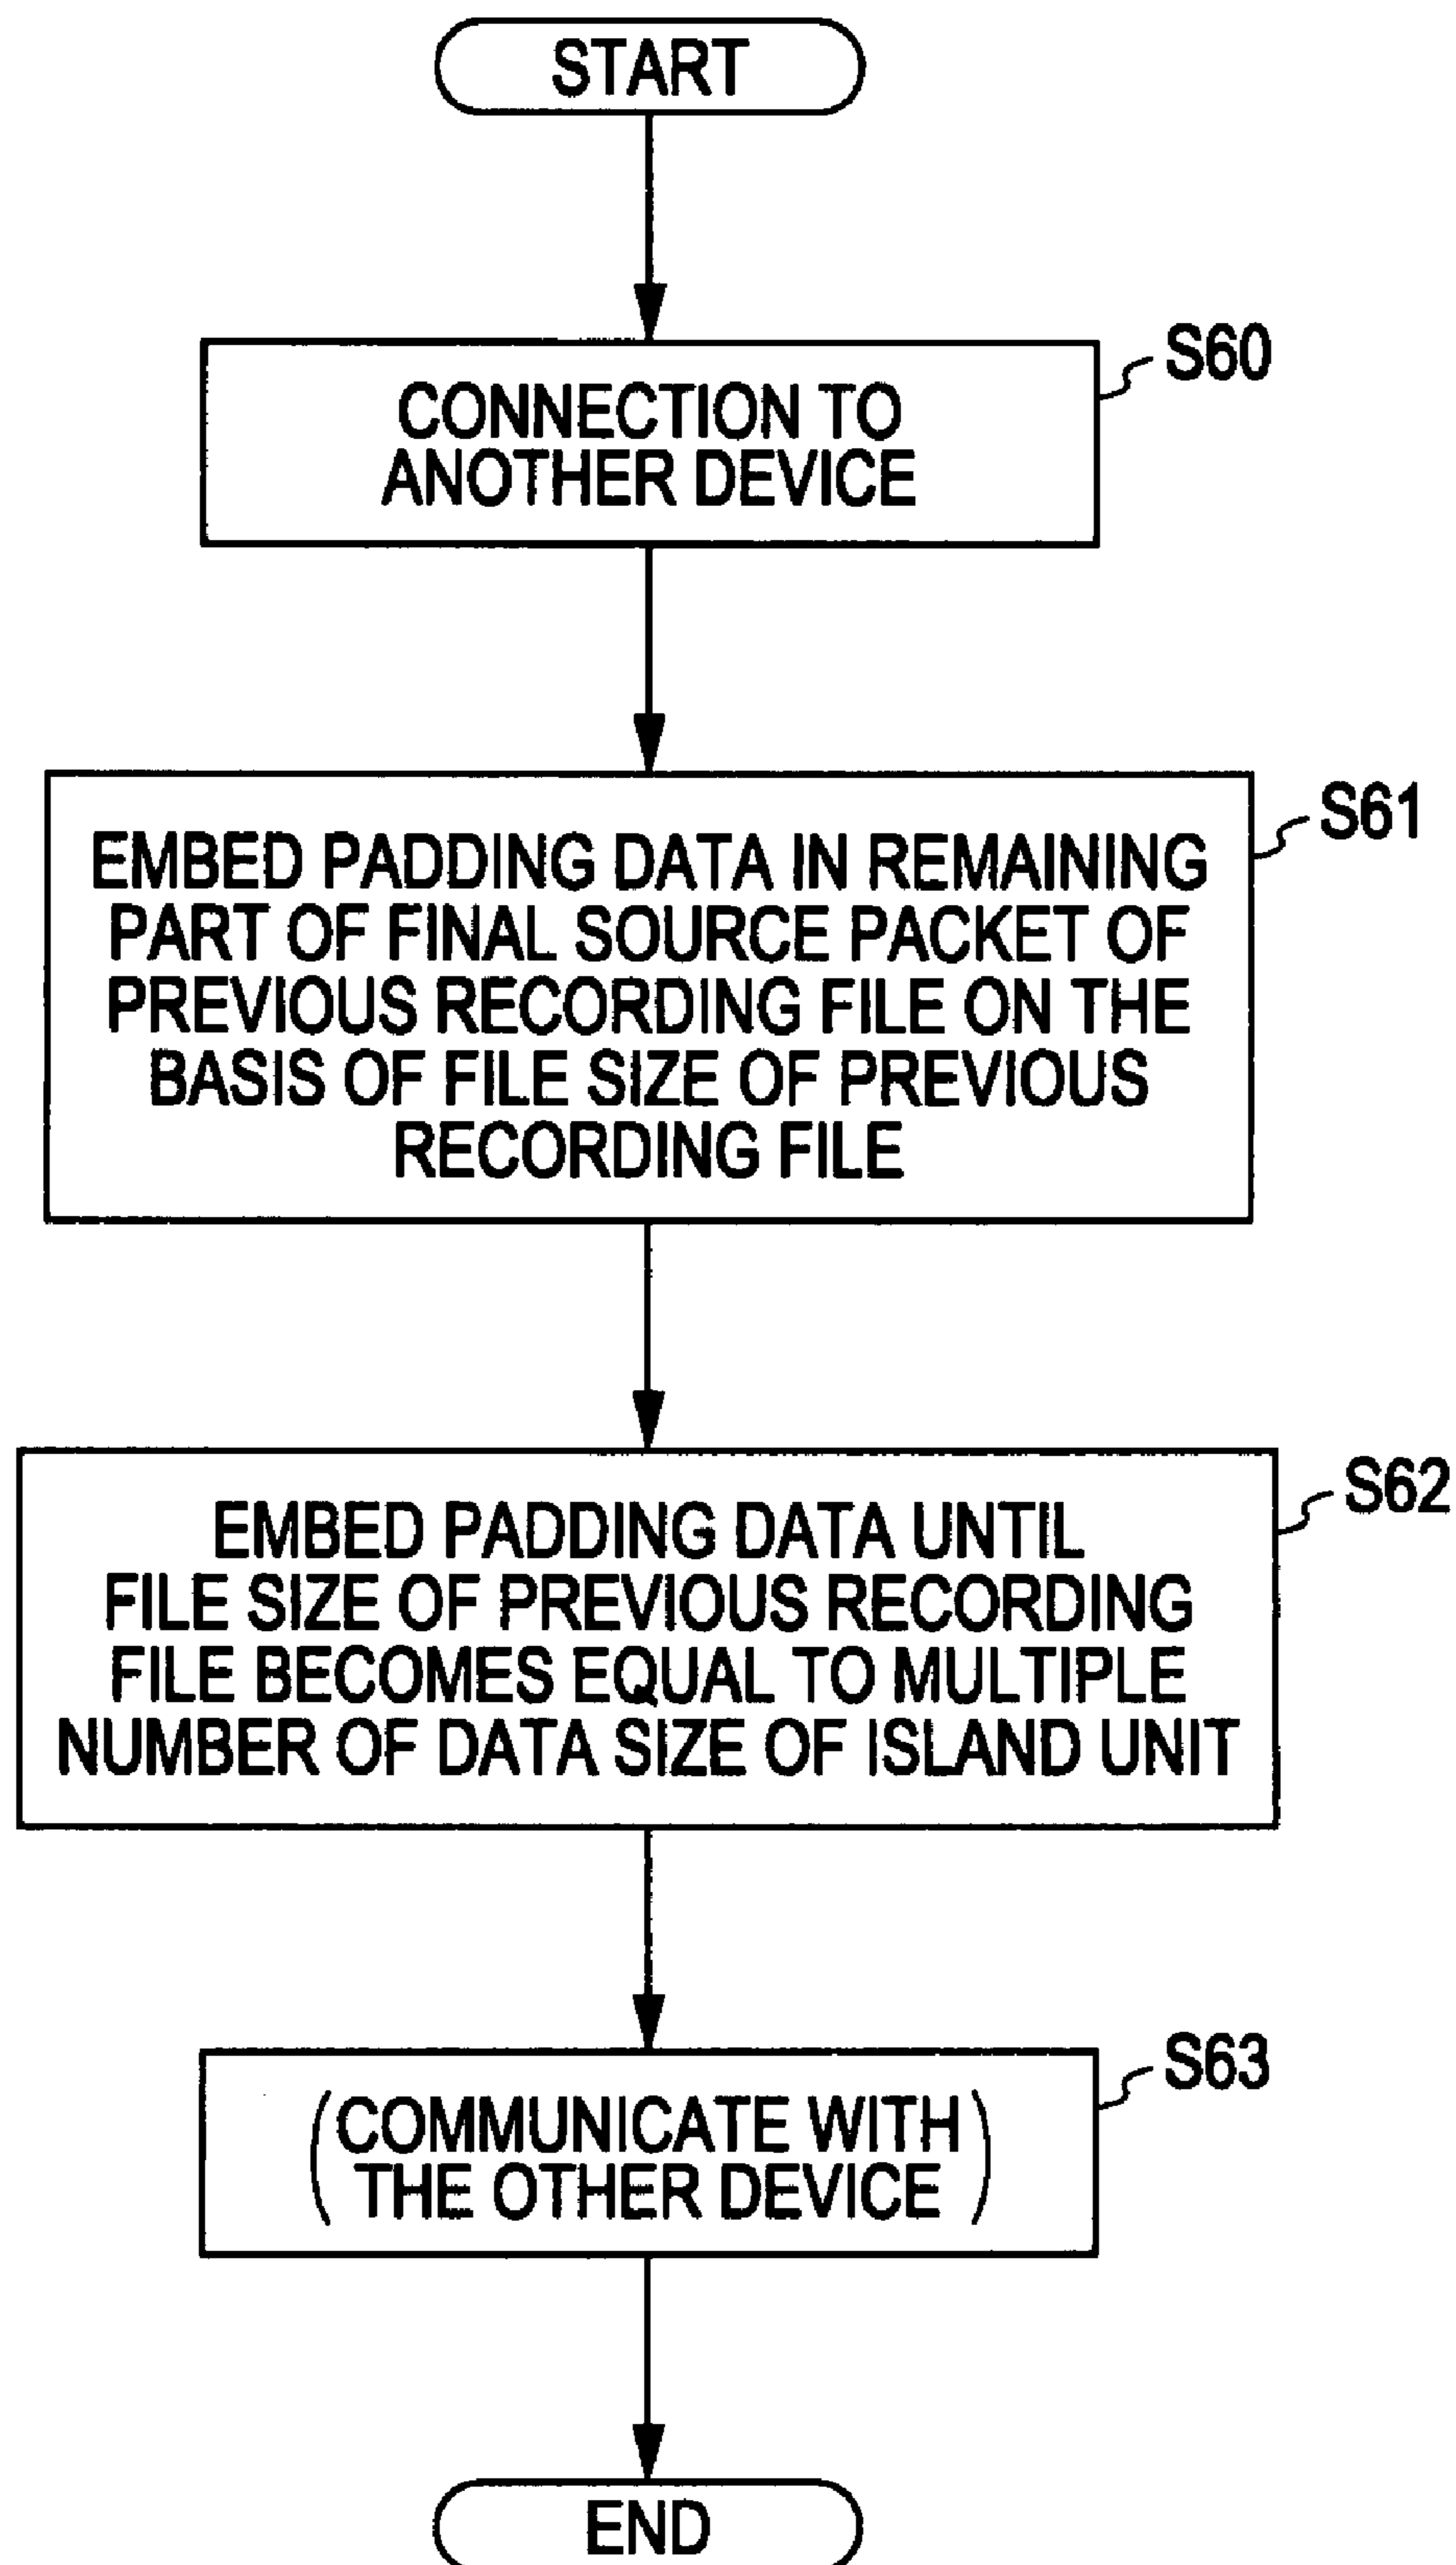 START
S60
CONNECTION TO
ANOTHER DEVICE
S61
EMBED PADDING DATA IN REMAINING
PART OF FINAL SOURCE PACKET OF
PREVIOUS RECORDING FILE ON THE
BASIS OF FILE SIZE OF PREVIOUS
RECORDING FILE
S62
EMBED PADDING DATA UNTIL
FILE SIZE OF PREVIOUS RECORDING
FILE BECOMES EQUAL TO MULTIPLE
NUMBER OF DATA SIZE OF ISLAND UNIT
S63
(COMMUNICATE WITH
THE OTHER DEVICE)
END